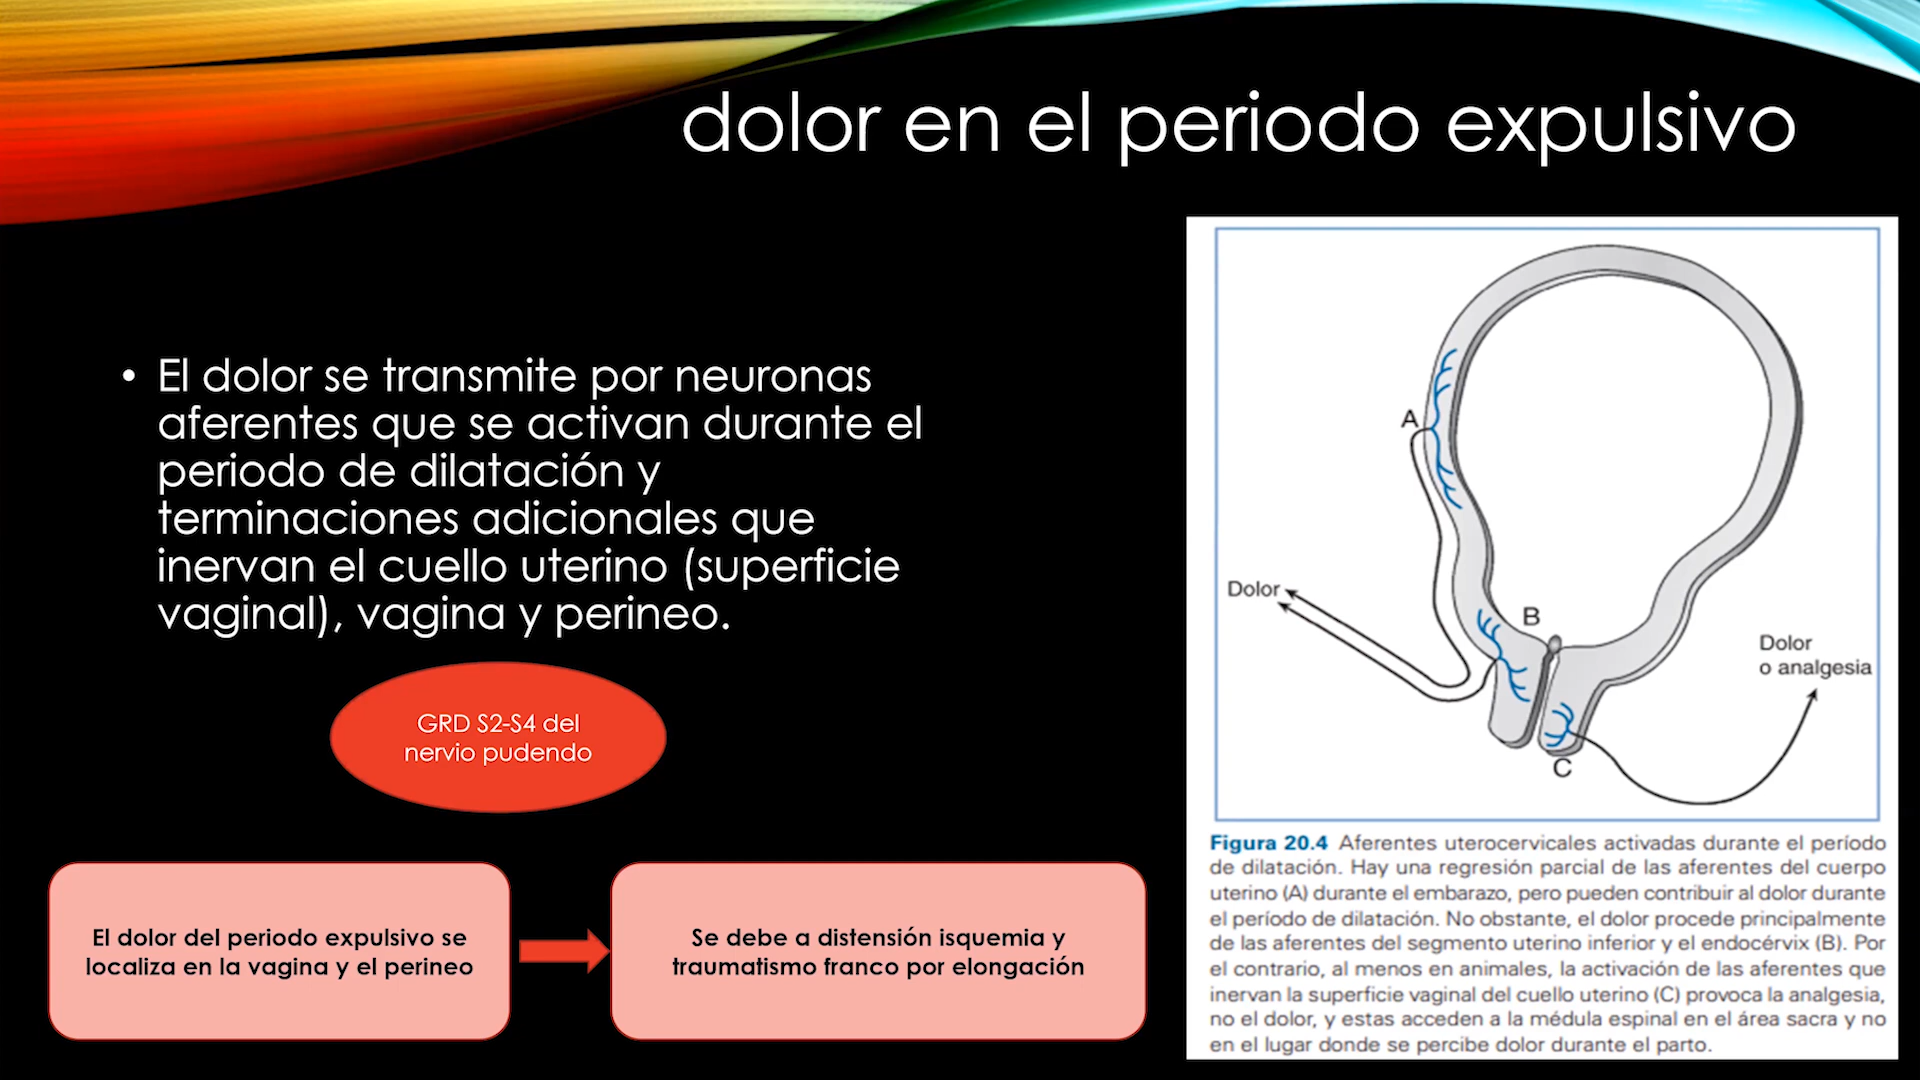 dolor en el periodo expulsivo
• El dolor se transmite por neuronas
aferentes que se activan durante el
periodo de dilatación y
terminaciones adicionales que
inervan el cuello uterino (superficie
vaginal), vagina y perineo.
GRD S2-S4 del
nervio pudendo
El dolor del periodo expulsivo se
localiza en la vagina y el perineo
Se debe a distensión isquemia y
traumatismo franco por elongación
A
Dolor
B
Dolor
o analgesia
C
Figura 20.4 Aferentes uterocervicales activadas durante el período
de dilatación. Hay una regresión parcial de las aferentes del cuerpo
uterino (A) durante el embarazo, pero pueden contribuir al dolor durante
el período de dilatación. No obstante, el dolor procede principalmente
de las aferentes del segmento uterino inferior y el endocérvix (B). Por
el contrario, al menos en animales, la activación de las aferentes que
inervan la superficie vaginal del cuello uterino (C) provoca la analgesia,
no el dolor, y estas acceden a la médula espinal en el área sacra y no
en el lugar donde se percibe dolor durante el parto.